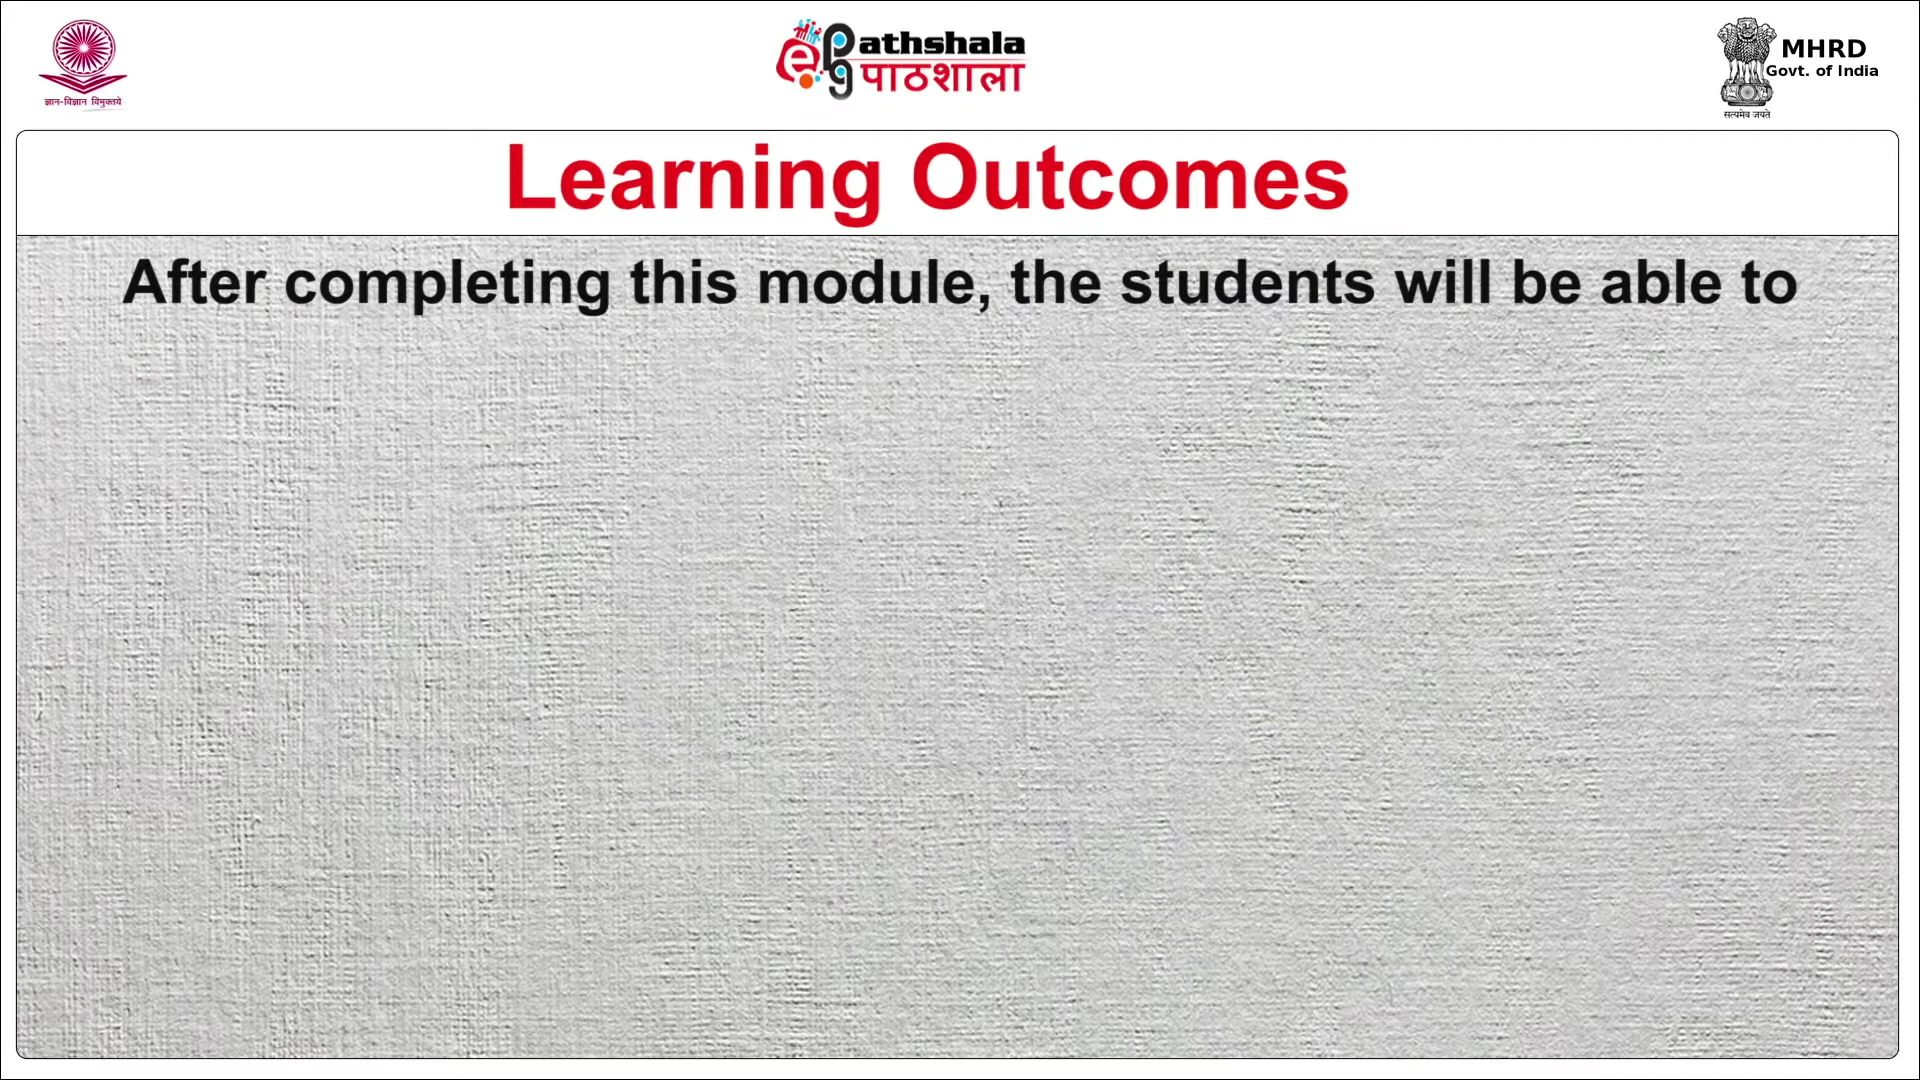 ज्ञान-विज्ञान विमुक्तये
ePG Pathshala
पाठशाला
MHRD
Govt. of India
सत्यमेव जयते
Learning Outcomes
After completing this module, the students will be able to